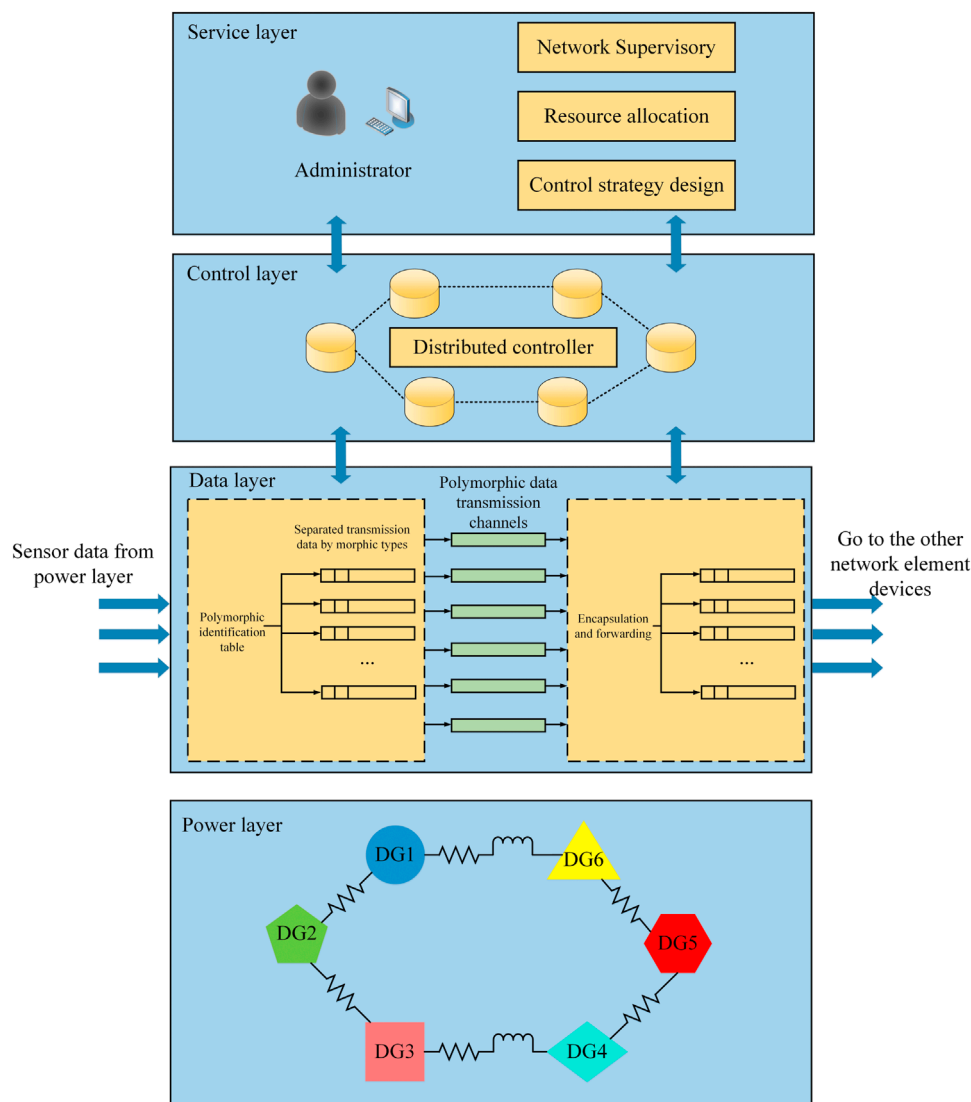 Service layer
Network Supervisory
Resource allocation
Administrator
Control strategy design
Control layer
Distributed controller
Data layer
Polymorphic data
transmission
channels
Separated transmission
data by morphic types
Sensor data from
power layer
Go to the other
network element
devices
Polymorphic
identification
table
...
Encapsulation
and forwarding
...
Power layer
DG1
DG6
DG2
DG5
DG3
DG4